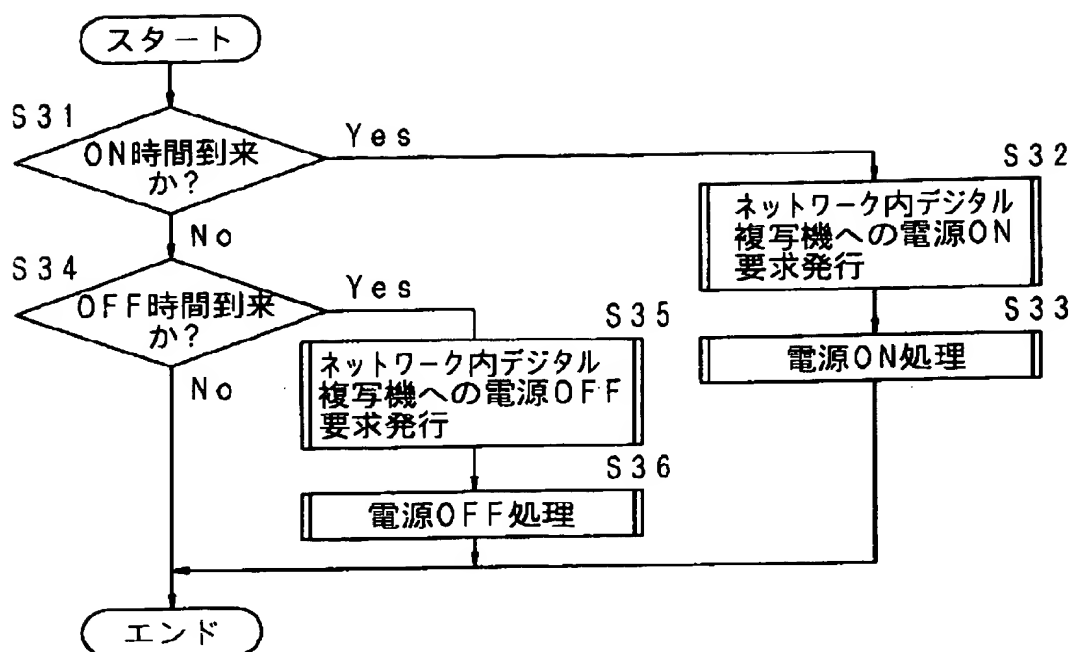 スタート
S31
ON時間到来
か？
Yes
No
S32
ネットワーク内デジタル
複写機への電源ON
要求発行
S33
電源ON処理
S34
OFF時間到来
か？
Yes
No
S35
ネットワーク内デジタル
複写機への電源OFF
要求発行
S36
電源OFF処理
エンド